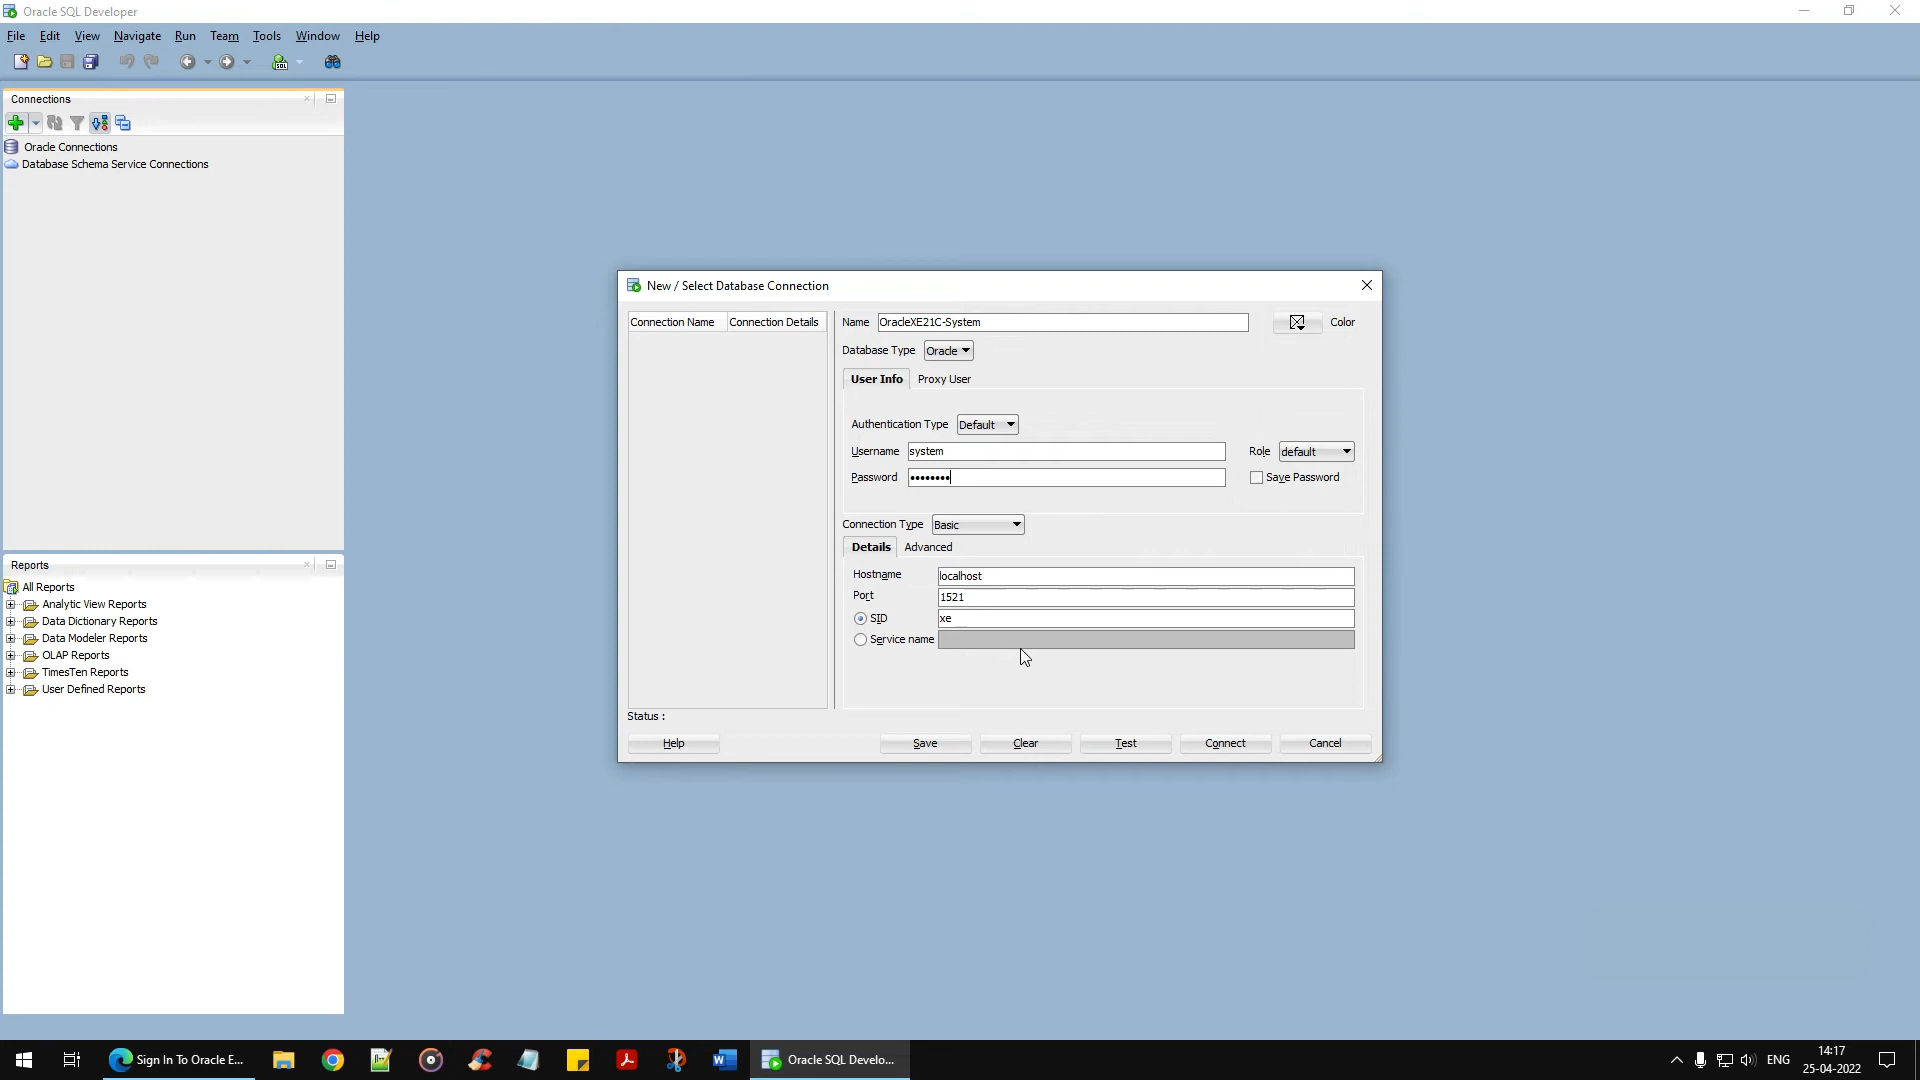 Oracle SQL Developer
File Edit View Navigate Run Team Tools Window Help
Connections
Oracle Connections
Database Schema Service Connections
Reports
All Reports
Analytic View Reports
Data Dictionary Reports
Data Modeler Reports
OLAP Reports
TimesTen Reports
User Defined Reports
New / Select Database Connection
Connection Name Connection Details
Name OracleXE21C-System Color
Database Type Oracle
User Info Proxy User
Authentication Type Default
Username system Role default
Password •••••••• Save Password
Connection Type Basic
Details Advanced
Hostname localhost
Port 1521
SID xe
Service name
Status :
Help Save Clear Test Connect Cancel
Sign In To Oracle E... Oracle SQL Develo... ENG 14:17
25-04-2022